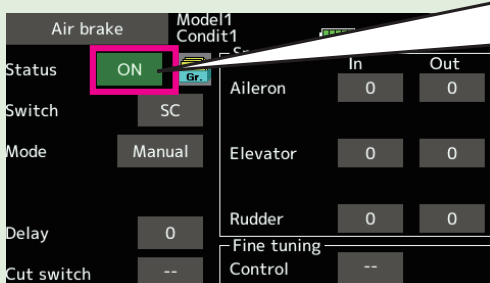 Air brake
Model1
Condit1
Status
ON
Gr.
In
Out
Aileron
0
0
Switch
SC
Mode
Manual
Elevator
0
0
Rudder
0
0
Delay
0
Fine tuning
Cut switch
--
Control
--